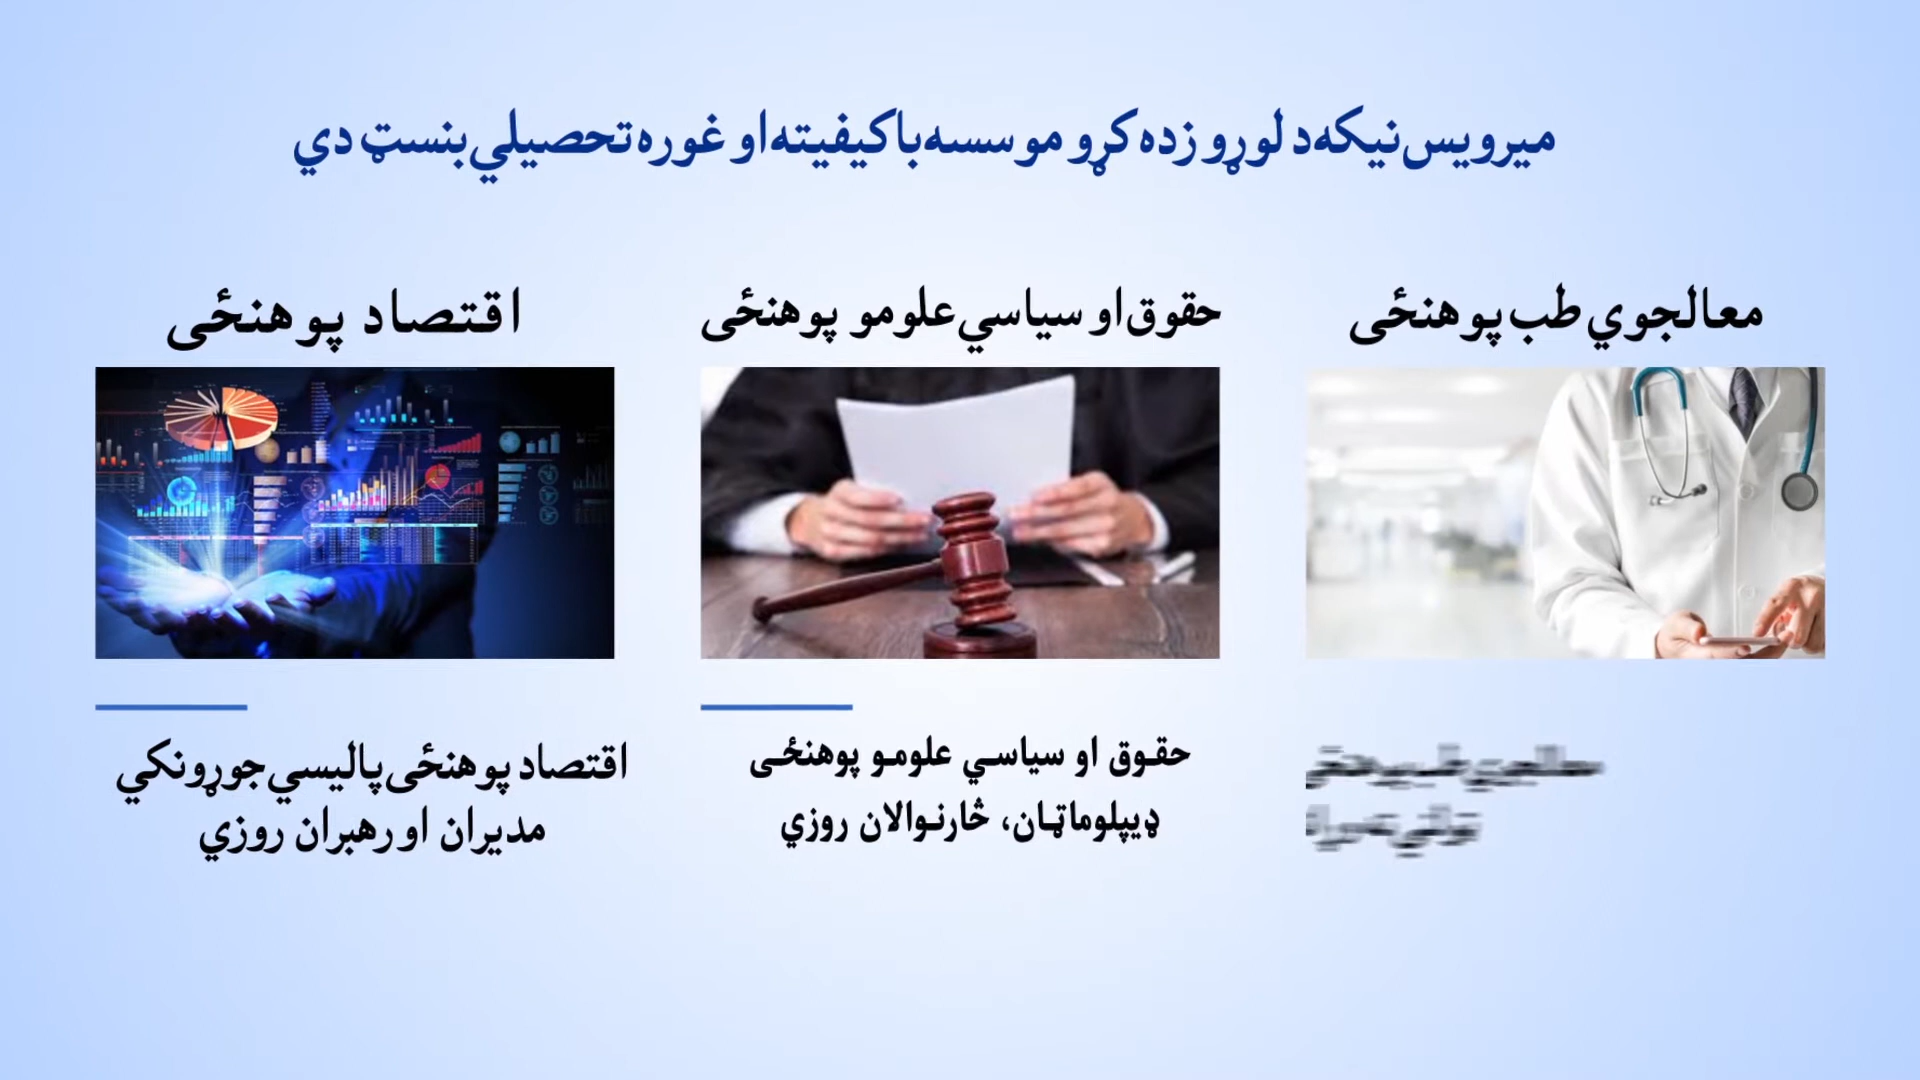 میرویس نیکه د لوړو زده کړو موسسه باکیفیته او غوره تحصیلي بنسټ دي
معالجوي طب پوهنځی
حقوق او سیاسي علومو پوهنځی
اقتصاد پوهنځی
حقوق او سیاسي علومو پوهنځی
ډیپلوماټان، څارنوالان روزي
اقتصاد پوهنځی پالیسي جوړونکي
مدیران او رهبران روزي